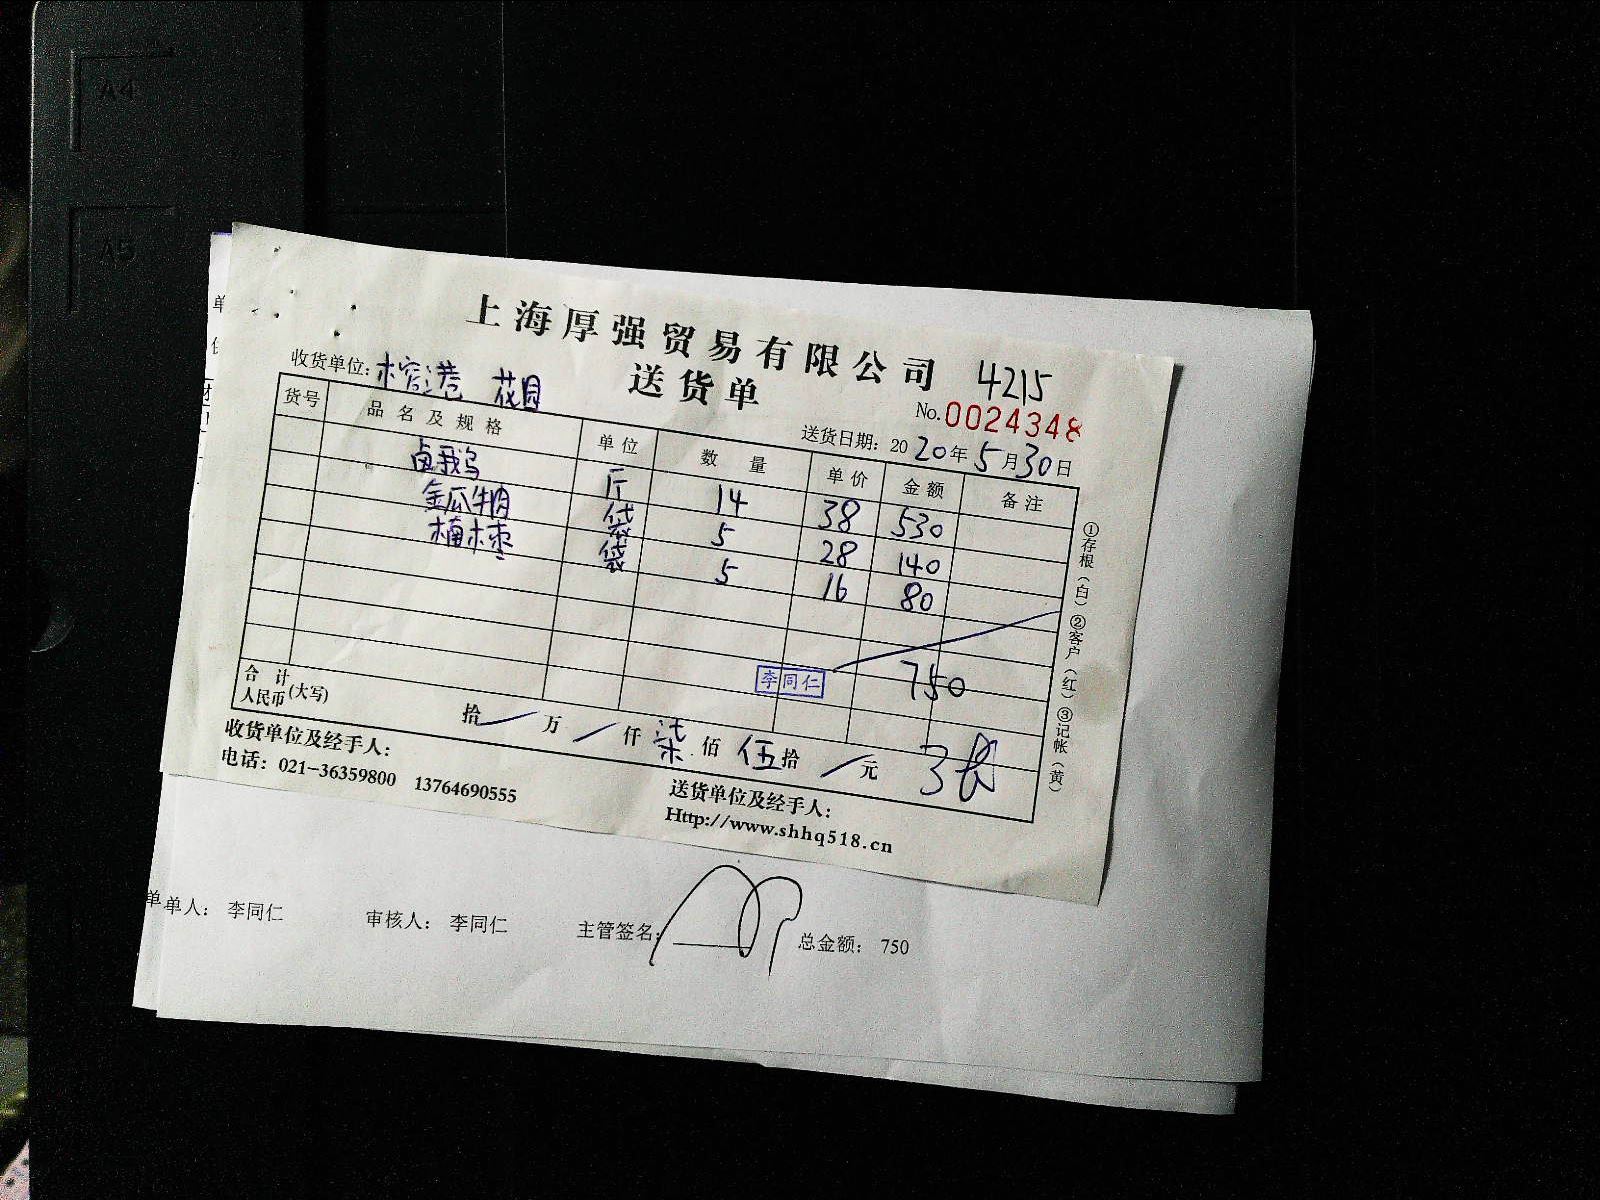 A4
A5
单
上海厚强贸易有限公司 4215
送货单
No.0024348
收货单位：榕港 花园
送货日期：2020年5月30日
货号 品名及规格 单位 数量 单价 金额 备注
卤鹅 斤 14 38 530
金瓜牛肉 袋 5 28 140
楠木枣 袋 5 16 80
李同仁 750
合计人民币(大写) 拾 / 万 / 仟 柒 佰 伍 拾 / 元
收货单位及经手人：
送货单位及经手人：
电话：021-36359800 13764690555
Http://www.shhq518.cn
①存根（白）②客户（红）③记帐（黄）
单单人： 李同仁 审核人： 李同仁 主管签名： 总金额： 750